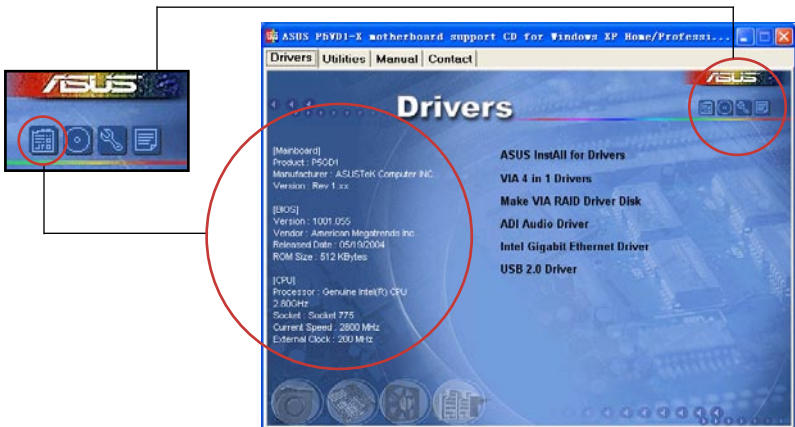 ASUS P5VD1-X motherboard support CD for Windows XP Home/Professi...
Drivers Utilities Manual Contact
/SUS
/SUS
Drivers
[Mainboard]
Product : P5GD1
Manufacturer : ASUSTeK Computer INC.
Version : Rev 1.xx
[BIOS]
Version : 1001.055
Vendor : American Megatrends Inc.
Released Date : 05/19/2004
ROM Size : 512 KBytes
[CPU]
Processor : Genuine Intel(R) CPU
2.80GHz
Socket : Socket 775
Current Speed : 2800 MHz
External Clock : 200 MHz
ASUS InstAll for Drivers
VIA 4 in 1 Drivers
Make VIA RAID Driver Disk
ADI Audio Driver
Intel Gigabit Ethernet Driver
USB 2.0 Driver